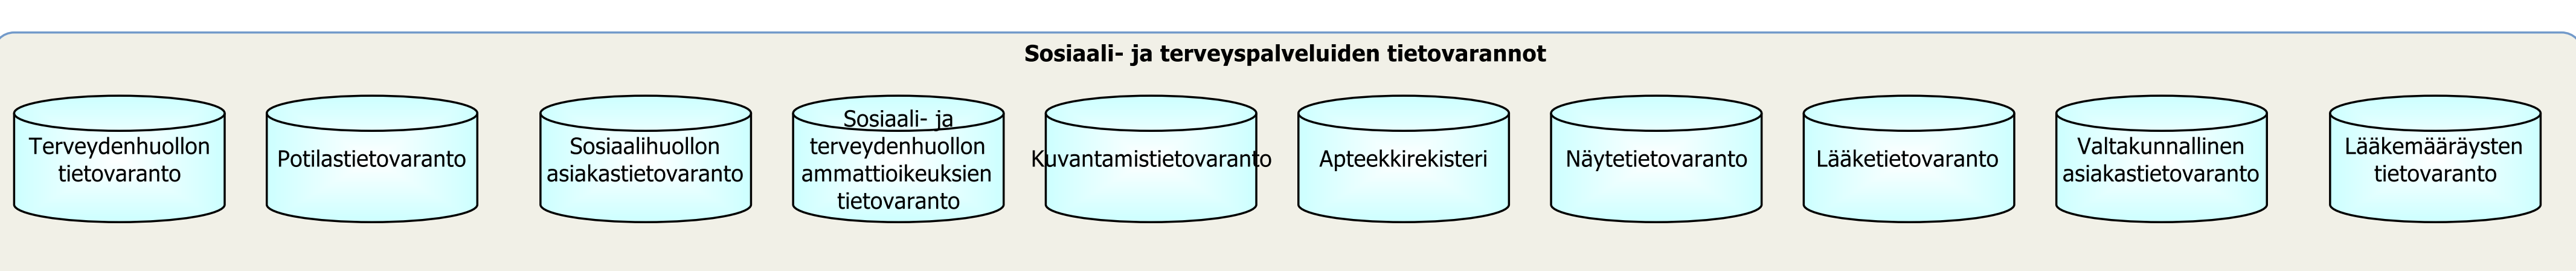 Sosiaali- ja terveyspalveluiden tietovarannot
Terveydenhuollon
tietovaranto
Potilastietovaranto
Sosiaalihuollon
asiakastietovaranto
Sosiaali- ja
terveydenhuollon
ammattioikeuksien
tietovaranto
Kuvantamistietovaranto
Apteekkirekisteri
Näytetietovaranto
Lääketietovaranto
Valtakunnallinen
asiakastietovaranto
Lääkemääräysten
tietovaranto